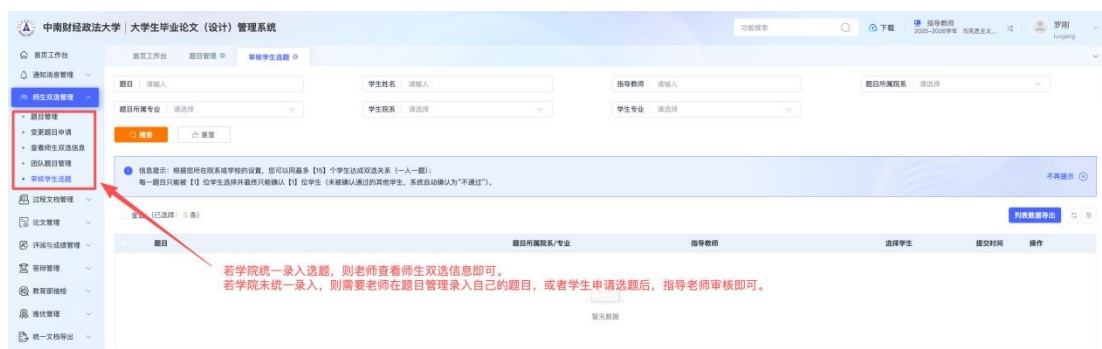 中南财经政法大学 | 大学生毕业论文（设计）管理系统
功能搜索
下载
指导教师
2025-2026学年 马克思主义...
罗刚
luogang
首页工作台
通知消息管理
师生双选管理
题目管理
变更题目申请
查看师生双选信息
团队题目管理
审核学生选题
过程文档管理
论文管理
评阅与成绩管理
答辩管理
教育部抽检
推优管理
统一文档导出
首页工作台 题目管理 审核学生选题
题目 请输入 学生姓名 请输入 指导教师 请输入 题目所属院系 请选择
题目所属专业 请选择 学生院系 请选择 学生专业 请选择
搜索 重置
信息提示：根据您所在院系或学校的设置，您可以同最多【15】个学生达成双选关系（一人一题）；
每一题目只能被【1】位学生选择并最终只能确认【1】位学生（未被确认通过的其他学生，系统自动确认为“不通过”）。
不再提示
全选 （已选择：0 条）
列表数据导出
题目 题目所属院系/专业 指导教师 选择学生 提交时间 操作
若学院统一录入选题，则老师查看师生双选信息即可。
若学院未统一录入，则需要老师在题目管理录入自己的题目，或者学生申请选题后，指导老师审核即可。
暂无数据